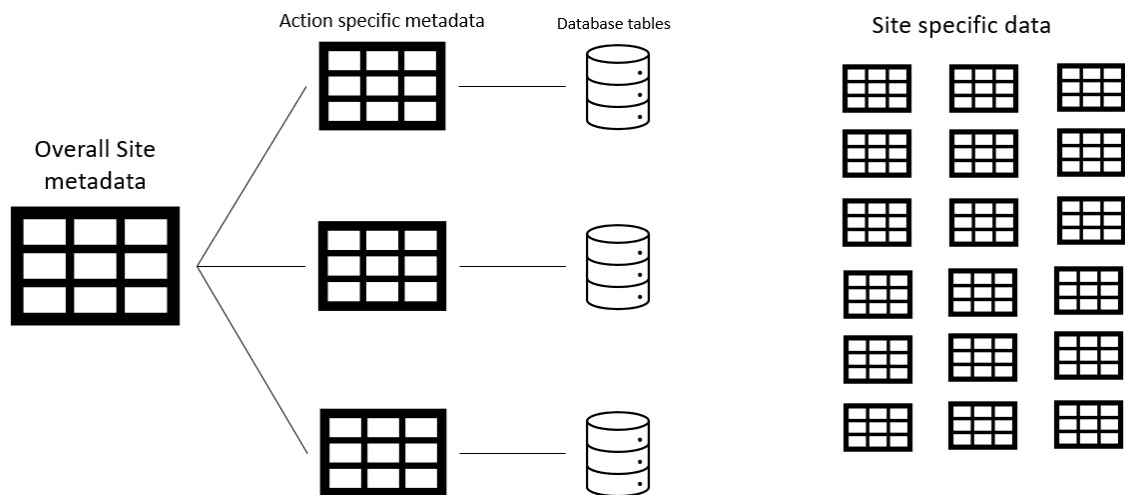 Action specific metadata
Database tables
Site specific data
Overall Site
metadata